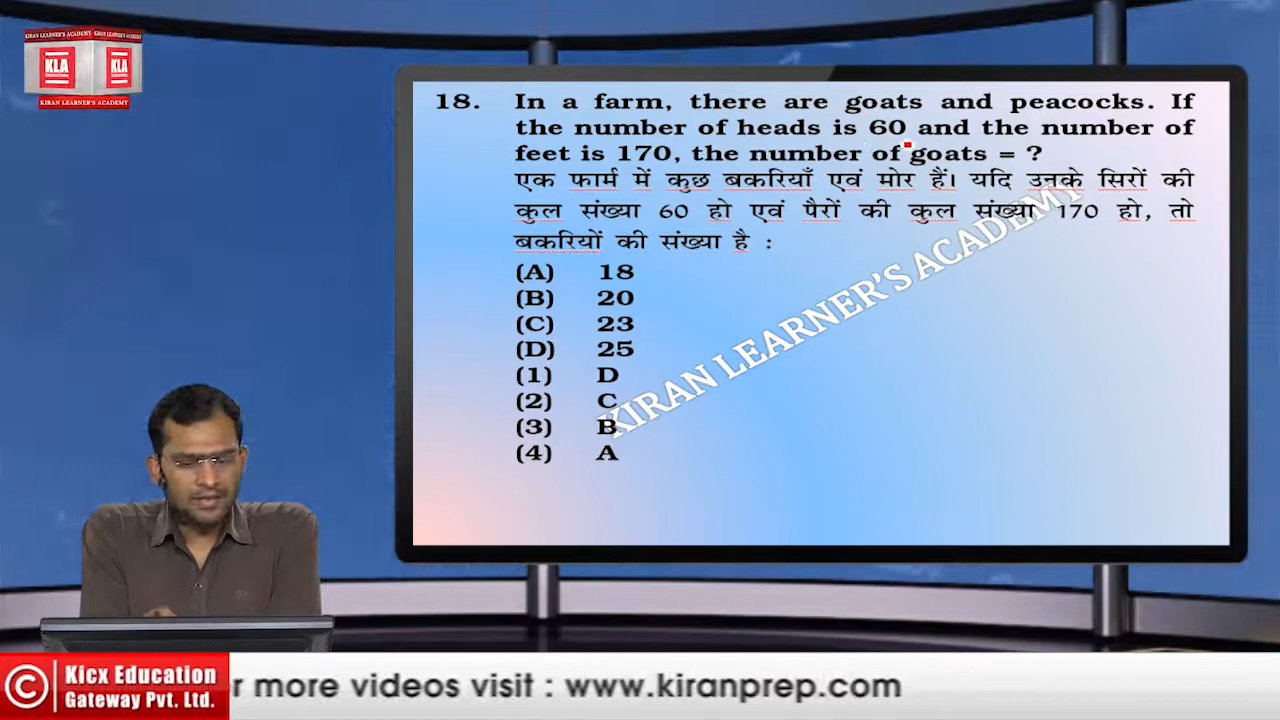 KIRAN LEARNER'S ACADEMY KIRAN LEARNER'S ACADEMY
KLA KLA
KIRAN LEARNER'S ACADEMY
18. In a farm, there are goats and peacocks. If
the number of heads is 60 and the number of
feet is 170, the number of goats = ?
एक फार्म में कुछ बकरियाँ एवं मोर हैं। यदि उनके सिरों की
कुल संख्या 60 हो एवं पैरों की कुल संख्या 170 हो, तो
बकरियों की संख्या है :
(A) 18
(B) 20
(C) 23
(D) 25
(1) D
(2) C
(3) B
(4) A
KIRAN LEARNER'S ACADEMY
© Kicx Education
Gateway Pvt. Ltd.
r more videos visit : www.kiranprep.com